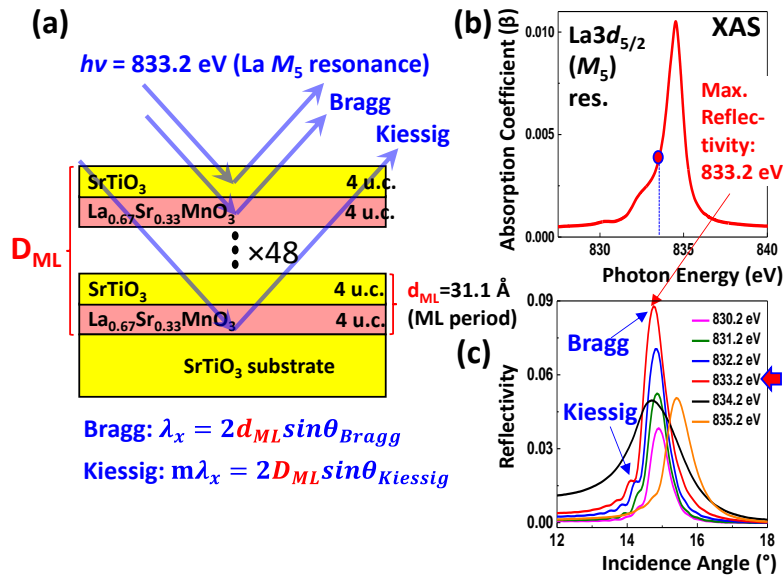 (a)
hν = 833.2 eV (La M5 resonance)
Bragg
Kiessig
SrTiO3 4 u.c.
La0.67Sr0.33MnO3 4 u.c.
DML
×48
SrTiO3 4 u.c.
La0.67Sr0.33MnO3 4 u.c.
dML=31.1 Å
(ML period)
SrTiO3 substrate
Bragg: λx = 2dMLsinθBragg
Kiessig: mλx = 2DMLsinθKiessig
(b)
Absorption Coefficient (β)
0.010
0.005
0.000
La3d5/2
(M5)
res.
XAS
Max.
Reflec-
tivity:
833.2 eV
830 835 840
Photon Energy (eV)
(c)
Reflectivity
0.09
0.06
0.03
0.00
Bragg
Kiessig
830.2 eV
831.2 eV
832.2 eV
833.2 eV
834.2 eV
835.2 eV
12 14 16 18
Incidence Angle (°)